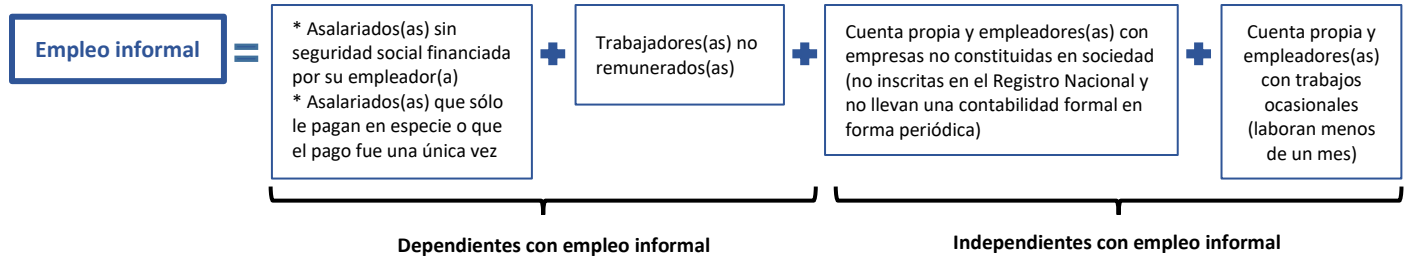 Empleo informal
* Asalariados(as) sin
seguridad social financiada
por su empleador(a)
* Asalariados(as) que sólo
le pagan en especie o que
el pago fue una única vez
Trabajadores(as) no
remunerados(as)
Cuenta propia y empleadores(as) con
empresas no constituidas en sociedad
(no inscritas en el Registro Nacional y
no llevan una contabilidad formal en
forma periódica)
Cuenta propia y
empleadores(as)
con trabajos
ocasionales
(laboran menos
de un mes)
Dependientes con empleo informal
Independientes con empleo informal